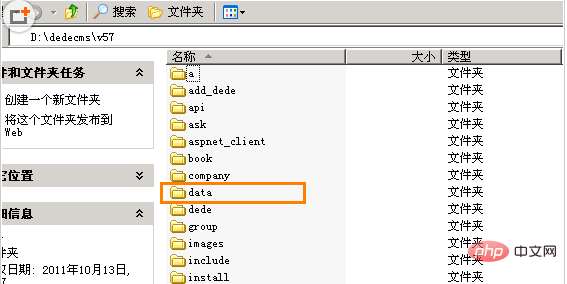 搜索 文件夹
D:\dedecms\v57
名称 大小 类型
件和文件夹任务
创建一个新文件夹
将这个文件夹发布到
Web
它位置
细信息
件夹
改日期: 2011年10月13日,
a 文件夹
add_dede 文件夹
api 文件夹
ask 文件夹
aspnet_client 文件夹
book 文件夹
company 文件夹
data 文件夹
dede 文件夹
group 文件夹
images 文件夹
include 文件夹
install 文件夹
php 中文网